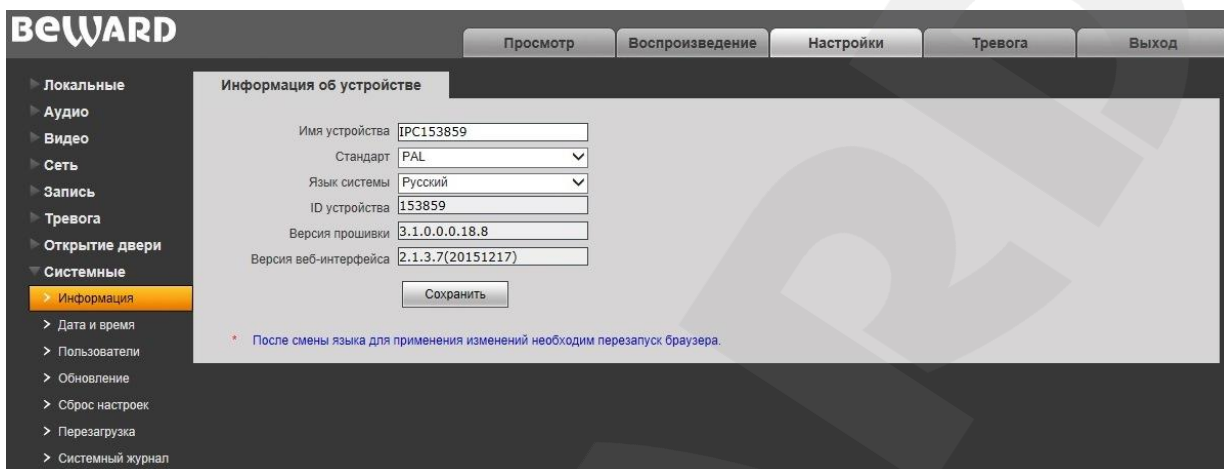 BEWARD
Просмотр
Воспроизведение
Настройки
Тревога
Выход
Локальные
Аудио
Видео
Сеть
Запись
Тревога
Открытие двери
Системные
> Информация
> Дата и время
> Пользователи
> Обновление
> Сброс настроек
> Перезагрузка
> Системный журнал
Информация об устройстве
Имя устройства IPC153859
Стандарт PAL
Язык системы Русский
ID устройства 153859
Версия прошивки 3.1.0.0.0.18.8
Версия веб-интерфейса 2.1.3.7(20151217)
Сохранить
* После смены языка для применения изменений необходим перезапуск браузера.